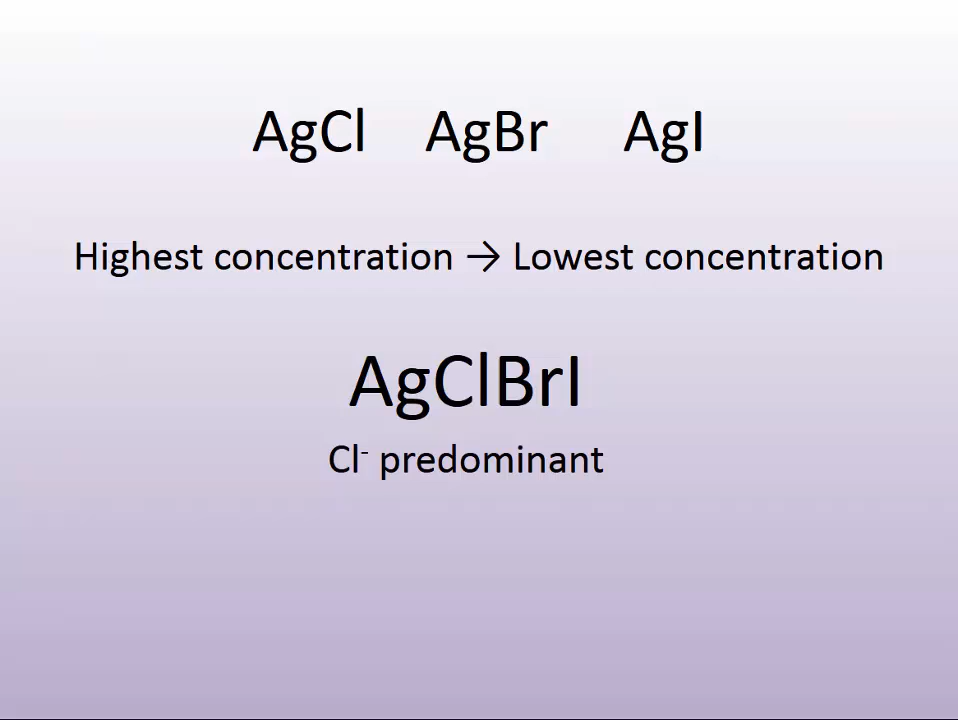 AgCl AgBr AgI
Highest concentration → Lowest concentration
AgClBrI
Cl⁻ predominant